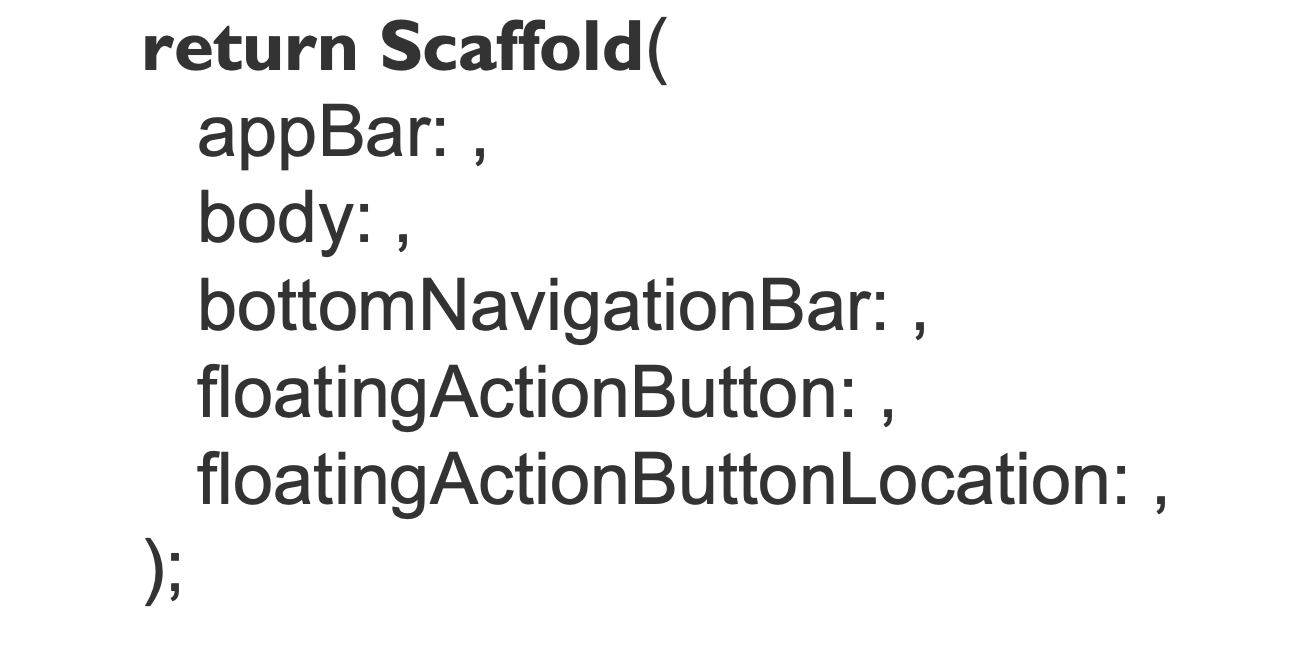 return Scaffold(
appBar: ,
body: ,
bottomNavigationBar: ,
floatingActionButton: ,
floatingActionButtonLocation: ,
);